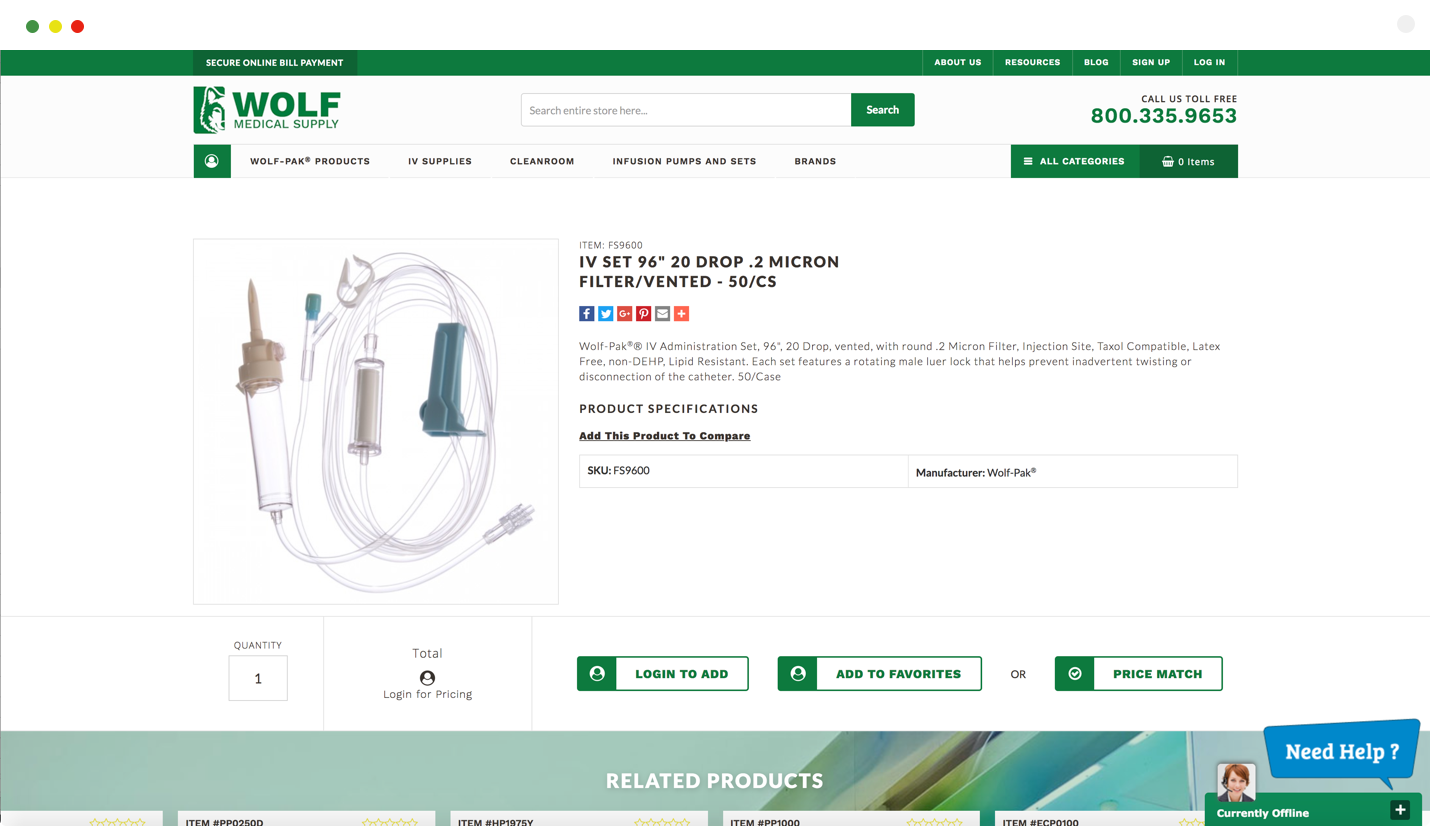 SECURE ONLINE BILL PAYMENT
ABOUT US
RESOURCES
BLOG
SIGN UP
LOG IN
WOLF
MEDICAL SUPPLY
Search entire store here...
Search
CALL US TOLL FREE
800.335.9653
WOLF-PAK® PRODUCTS
IV SUPPLIES
CLEANROOM
INFUSION PUMPS AND SETS
BRANDS
ALL CATEGORIES
0 Items
ITEM: FS9600
IV SET 96" 20 DROP .2 MICRON
FILTER/VENTED - 50/CS
Wolf-Pak®® IV Administration Set, 96", 20 Drop, vented, with round .2 Micron Filter, Injection Site, Taxol Compatible, Latex
Free, non-DEHP, Lipid Resistant. Each set features a rotating male luer lock that helps prevent inadvertent twisting or
disconnection of the catheter. 50/Case
PRODUCT SPECIFICATIONS
Add This Product To Compare
SKU: FS9600
Manufacturer: Wolf-Pak®
QUANTITY
1
Total
Login for Pricing
LOGIN TO ADD
ADD TO FAVORITES
OR
PRICE MATCH
RELATED PRODUCTS
Need Help ?
Currently Offline
ITEM #PP0250D
ITEM #HP1975Y
ITEM #PP1000
ITEM #ECP0100